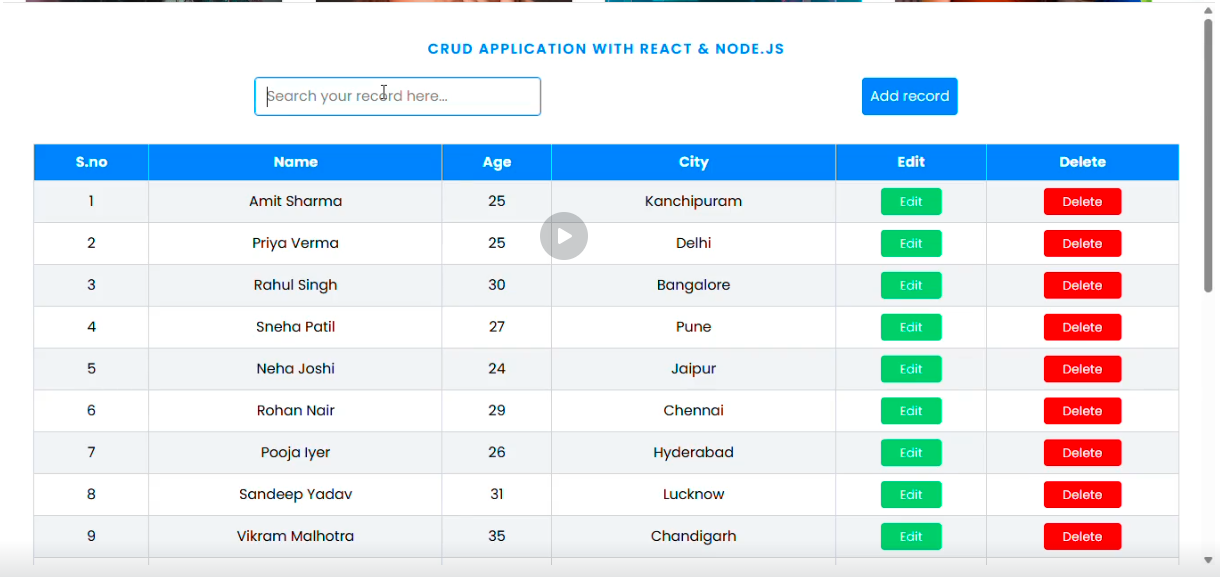 CRUD APPLICATION WITH REACT & NODE.JS
Search your record here... Add record
S.no Name Age City Edit Delete
1 Amit Sharma 25 Kanchipuram Edit Delete
2 Priya Verma 25 Delhi Edit Delete
3 Rahul Singh 30 Bangalore Edit Delete
4 Sneha Patil 27 Pune Edit Delete
5 Neha Joshi 24 Jaipur Edit Delete
6 Rohan Nair 29 Chennai Edit Delete
7 Pooja Iyer 26 Hyderabad Edit Delete
8 Sandeep Yadav 31 Lucknow Edit Delete
9 Vikram Malhotra 35 Chandigarh Edit Delete